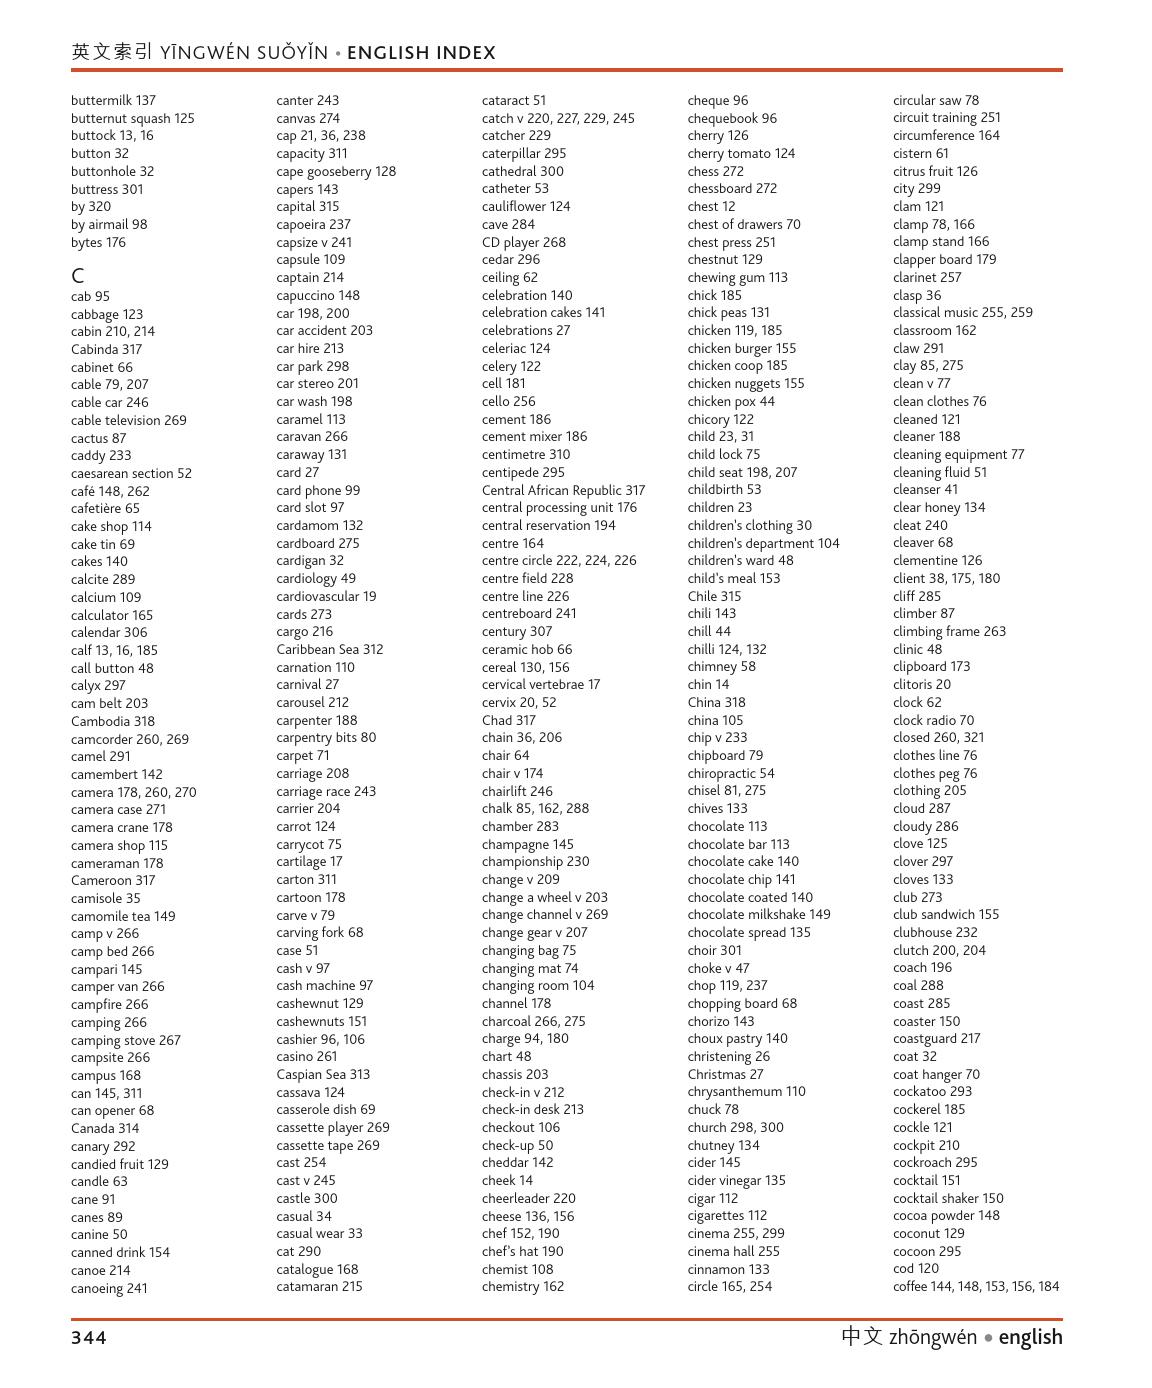 英文索引 YĪNGWÉN SUǑYǏN • ENGLISH INDEX
buttermilk 137
butternut squash 125
buttock 13, 16
button 32
buttonhole 32
buttress 301
by 320
by airmail 98
bytes 176
C
cab 95
cabbage 123
cabin 210, 214
Cabinda 317
cabinet 66
cable 79, 207
cable car 246
cable television 269
cactus 87
caddy 233
caesarean section 52
café 148, 262
cafetière 65
cake shop 114
cake tin 69
cakes 140
calcite 289
calcium 109
calculator 165
calendar 306
calf 13, 16, 185
call button 48
calyx 297
cam belt 203
Cambodia 318
camcorder 260, 269
camel 291
camembert 142
camera 178, 260, 270
camera case 271
camera crane 178
camera shop 115
cameraman 178
Cameroon 317
camisole 35
camomile tea 149
camp v 266
camp bed 266
campari 145
camper van 266
campfire 266
camping 266
camping stove 267
campsite 266
campus 168
can 145, 311
can opener 68
Canada 314
canary 292
candied fruit 129
candle 63
cane 91
canes 89
canine 50
canned drink 154
canoe 214
canoeing 241
canter 243
canvas 274
cap 21, 36, 238
capacity 311
cape gooseberry 128
capers 143
capital 315
capoeira 237
capsize v 241
capsule 109
captain 214
capuccino 148
car 198, 200
car accident 203
car hire 213
car park 298
car stereo 201
car wash 198
caramel 113
caravan 266
caraway 131
card 27
card phone 99
card slot 97
cardamom 132
cardboard 275
cardigan 32
cardiology 49
cardiovascular 19
cards 273
cargo 216
Caribbean Sea 312
carnation 110
carnival 27
carousel 212
carpenter 188
carpentry bits 80
carpet 71
carriage 208
carriage race 243
carrier 204
carrot 124
carrycot 75
cartilage 17
carton 311
cartoon 178
carve v 79
carving fork 68
case 51
cash v 97
cash machine 97
cashewnut 129
cashewnuts 151
cashier 96, 106
casino 261
Caspian Sea 313
cassava 124
casserole dish 69
cassette player 269
cassette tape 269
cast 254
cast v 245
castle 300
casual 34
casual wear 33
cat 290
catalogue 168
catamaran 215
cataract 51
catch v 220, 227, 229, 245
catcher 229
caterpillar 295
cathedral 300
catheter 53
cauliflower 124
cave 284
CD player 268
cedar 296
ceiling 62
celebration 140
celebration cakes 141
celebrations 27
celeriac 124
celery 122
cell 181
cello 256
cement 186
cement mixer 186
centimetre 310
centipede 295
Central African Republic 317
central processing unit 176
central reservation 194
centre 164
centre circle 222, 224, 226
centre field 228
centre line 226
centreboard 241
century 307
ceramic hob 66
cereal 130, 156
cervical vertebrae 17
cervix 20, 52
Chad 317
chain 36, 206
chair 64
chair v 174
chairlift 246
chalk 85, 162, 288
chamber 283
champagne 145
championship 230
change v 209
change a wheel v 203
change channel v 269
change gear v 207
changing bag 75
changing mat 74
changing room 104
channel 178
charcoal 266, 275
charge 94, 180
chart 48
chassis 203
check-in v 212
check-in desk 213
checkout 106
check-up 50
cheddar 142
cheek 14
cheerleader 220
cheese 136, 156
chef 152, 190
chef's hat 190
chemist 108
chemistry 162
cheque 96
chequebook 96
cherry 126
cherry tomato 124
chess 272
chessboard 272
chest 12
chest of drawers 70
chest press 251
chestnut 129
chewing gum 113
chick 185
chick peas 131
chicken 119, 185
chicken burger 155
chicken coop 185
chicken nuggets 155
chicken pox 44
chicory 122
child 23, 31
child lock 75
child seat 198, 207
childbirth 53
children 23
children's clothing 30
children's department 104
children's ward 48
child's meal 153
Chile 315
chili 143
chill 44
chilli 124, 132
chimney 58
chin 14
China 318
china 105
chip v 233
chipboard 79
chiropractic 54
chisel 81, 275
chives 133
chocolate 113
chocolate bar 113
chocolate cake 140
chocolate chip 141
chocolate coated 140
chocolate milkshake 149
chocolate spread 135
choir 301
choke v 47
chop 119, 237
chopping board 68
chorizo 143
choux pastry 140
christening 26
Christmas 27
chrysanthemum 110
chuck 78
church 298, 300
chutney 134
cider 145
cider vinegar 135
cigar 112
cigarettes 112
cinema 255, 299
cinema hall 255
cinnamon 133
circle 165, 254
circular saw 78
circuit training 251
circumference 164
cistern 61
citrus fruit 126
city 299
clam 121
clamp 78, 166
clamp stand 166
clapper board 179
clarinet 257
clasp 36
classical music 255, 259
classroom 162
claw 291
clay 85, 275
clean v 77
clean clothes 76
cleaned 121
cleaner 188
cleaning equipment 77
cleaning fluid 51
cleanser 41
clear honey 134
cleat 240
cleaver 68
clementine 126
client 38, 175, 180
cliff 285
climber 87
climbing frame 263
clinic 48
clipboard 173
clitoris 20
clock 62
clock radio 70
closed 260, 321
clothes line 76
clothes peg 76
clothing 205
cloud 287
cloudy 286
clove 125
clover 297
cloves 133
club 273
club sandwich 155
clubhouse 232
clutch 200, 204
coach 196
coal 288
coast 285
coaster 150
coastguard 217
coat 32
coat hanger 70
cockatoo 293
cockerel 185
cockle 121
cockpit 210
cockroach 295
cocktail 151
cocktail shaker 150
cocoa powder 148
coconut 129
cocoon 295
cod 120
coffee 144, 148, 153, 156, 184
344
中文 zhōngwén • english